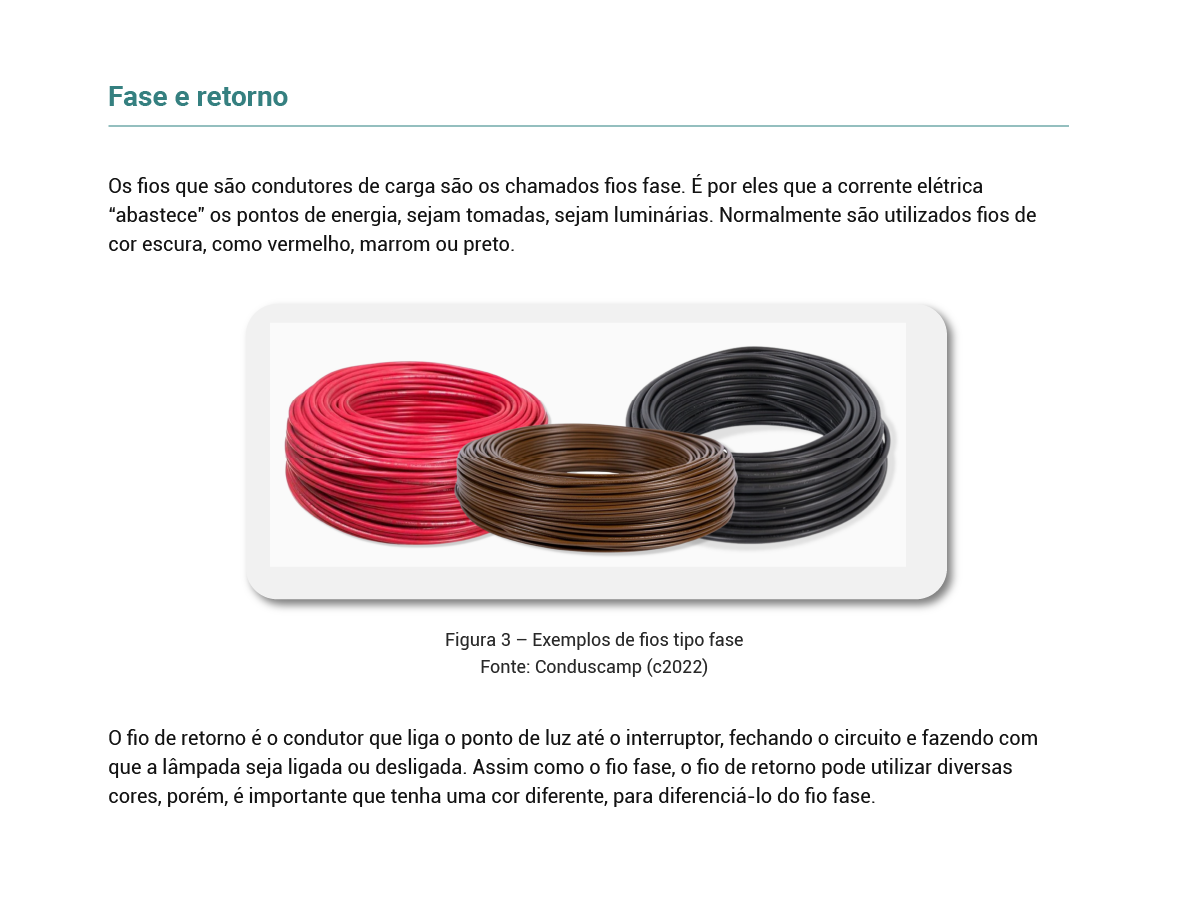 Fase e retorno
Os fios que são condutores de carga são os chamados fios fase. É por eles que a corrente elétrica
“abastece” os pontos de energia, sejam tomadas, sejam luminárias. Normalmente são utilizados fios de
cor escura, como vermelho, marrom ou preto.
Figura 3 – Exemplos de fios tipo fase
Fonte: Conduscamp (c2022)
O fio de retorno é o condutor que liga o ponto de luz até o interruptor, fechando o circuito e fazendo com
que a lâmpada seja ligada ou desligada. Assim como o fio fase, o fio de retorno pode utilizar diversas
cores, porém, é importante que tenha uma cor diferente, para diferenciá-lo do fio fase.